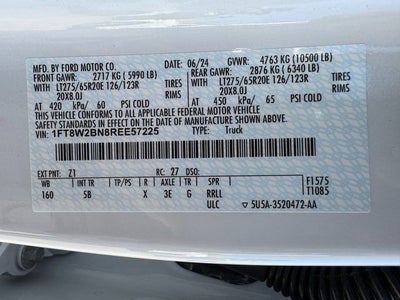 MFD. BY FORD MOTOR CO.
06/24 GVWR: 4763 KG (10500 LB)
FRONT GAWR: 2717 KG (5990 LB) REAR GAWR: 2876 KG (6340 LB)
WITH LT275/65R20E 126/123R TIRES WITH LT275/65R20E 126/123R TIRES
20X8.0J RIMS 20X8.0J RIMS
AT 420 kPa/ 60 PSI COLD AT 450 kPa/ 65 PSI COLD
THIS VEHICLE CONFORMS TO ALL APPLICABLE FEDERAL MOTOR VEHICLE SAFETY
STANDARDS IN EFFECT ON THE DATE OF MANUFACTURE SHOWN ABOVE.
VIN: 1FT8W2BN8REE57225 TYPE: Truck
EXT PNT: Z1 RC: 27 DSO:
WB INT TR TP/PS R AXLE TR SPR F1575
160 5B X 3E G RRLL T1085
ULC 5U5A-3520472-AA